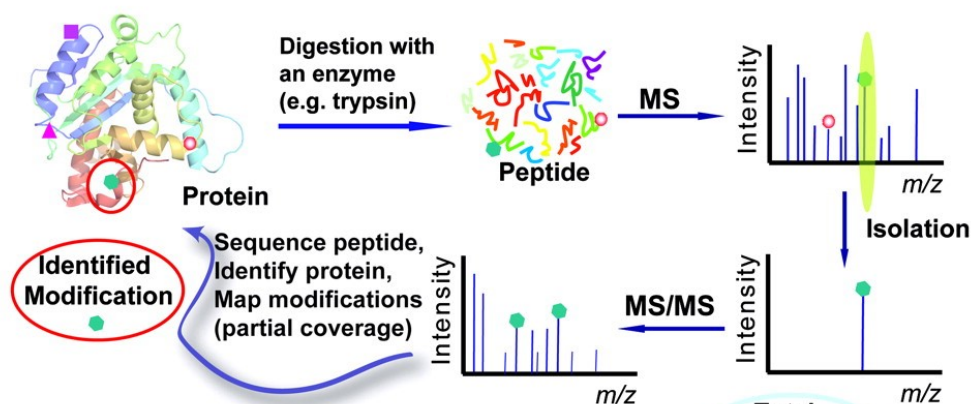 Digestion with
an enzyme
(e.g. trypsin)
MS
Intensity
m/z
Protein
Peptide
Isolation
Identified
Modification
Sequence peptide,
Identify protein,
Map modifications
(partial coverage)
Intensity
m/z
MS/MS
Intensity
m/z